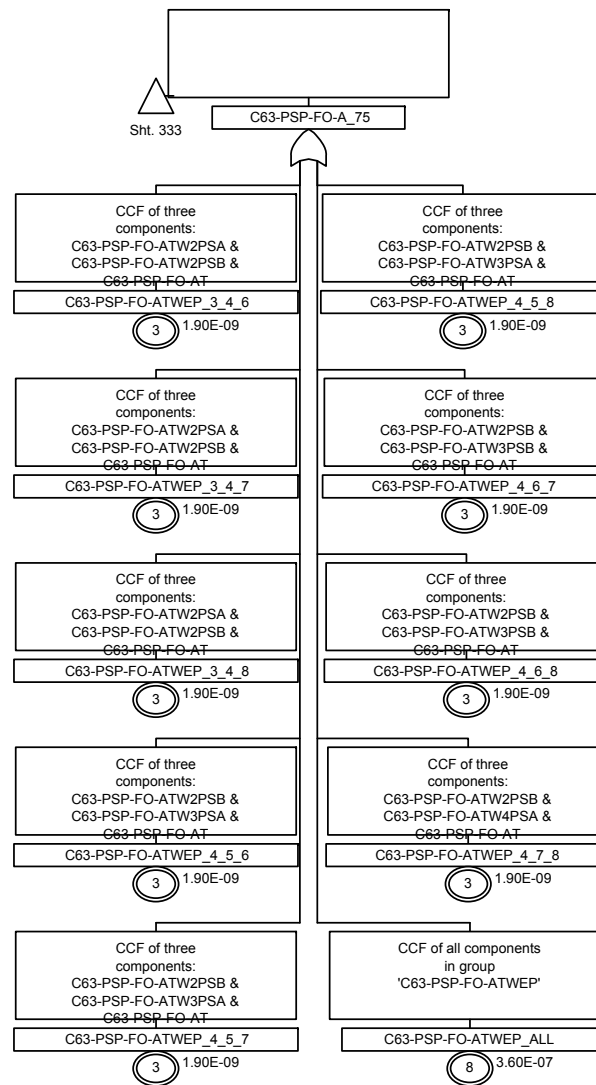 Sht. 333
C63-PSP-FO-A_75
CCF of three
components:
C63-PSP-FO-ATW2PSA &
C63-PSP-FO-ATW2PSB &
C63-PSP-FO-AT
C63-PSP-FO-ATWEP_3_4_6
3
1.90E-09
CCF of three
components:
C63-PSP-FO-ATW2PSB &
C63-PSP-FO-ATW3PSA &
C63-PSP-FO-AT
C63-PSP-FO-ATWEP_4_5_8
3
1.90E-09
CCF of three
components:
C63-PSP-FO-ATW2PSA &
C63-PSP-FO-ATW2PSB &
C63-PSP-FO-AT
C63-PSP-FO-ATWEP_3_4_7
3
1.90E-09
CCF of three
components:
C63-PSP-FO-ATW2PSB &
C63-PSP-FO-ATW3PSB &
C63-PSP-FO-AT
C63-PSP-FO-ATWEP_4_6_7
3
1.90E-09
CCF of three
components:
C63-PSP-FO-ATW2PSA &
C63-PSP-FO-ATW2PSB &
C63-PSP-FO-AT
C63-PSP-FO-ATWEP_3_4_8
3
1.90E-09
CCF of three
components:
C63-PSP-FO-ATW2PSB &
C63-PSP-FO-ATW3PSB &
C63-PSP-FO-AT
C63-PSP-FO-ATWEP_4_6_8
3
1.90E-09
CCF of three
components:
C63-PSP-FO-ATW2PSB &
C63-PSP-FO-ATW3PSA &
C63-PSP-FO-AT
C63-PSP-FO-ATWEP_4_5_6
3
1.90E-09
CCF of three
components:
C63-PSP-FO-ATW2PSB &
C63-PSP-FO-ATW4PSA &
C63-PSP-FO-AT
C63-PSP-FO-ATWEP_4_7_8
3
1.90E-09
CCF of three
components:
C63-PSP-FO-ATW2PSB &
C63-PSP-FO-ATW3PSA &
C63-PSP-FO-AT
C63-PSP-FO-ATWEP_4_5_7
3
1.90E-09
CCF of all components
in group
'C63-PSP-FO-ATWEP'
C63-PSP-FO-ATWEP_ALL
8
3.60E-07